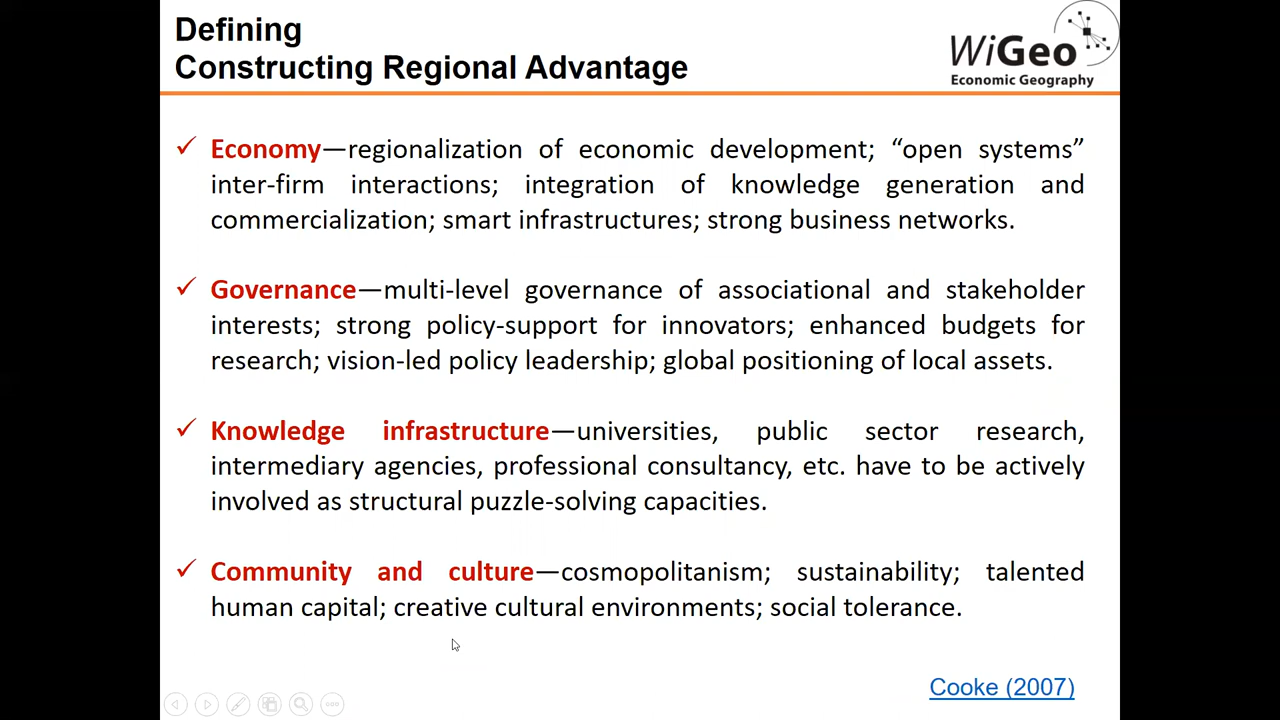 Defining
Constructing Regional Advantage
WiGeo
Economic Geography
✓ Economy—regionalization of economic development; “open systems”
inter-firm interactions; integration of knowledge generation and
commercialization; smart infrastructures; strong business networks.
✓ Governance—multi-level governance of associational and stakeholder
interests; strong policy-support for innovators; enhanced budgets for
research; vision-led policy leadership; global positioning of local assets.
✓ Knowledge infrastructure—universities, public sector research,
intermediary agencies, professional consultancy, etc. have to be actively
involved as structural puzzle-solving capacities.
✓ Community and culture—cosmopolitanism; sustainability; talented
human capital; creative cultural environments; social tolerance.
Cooke (2007)